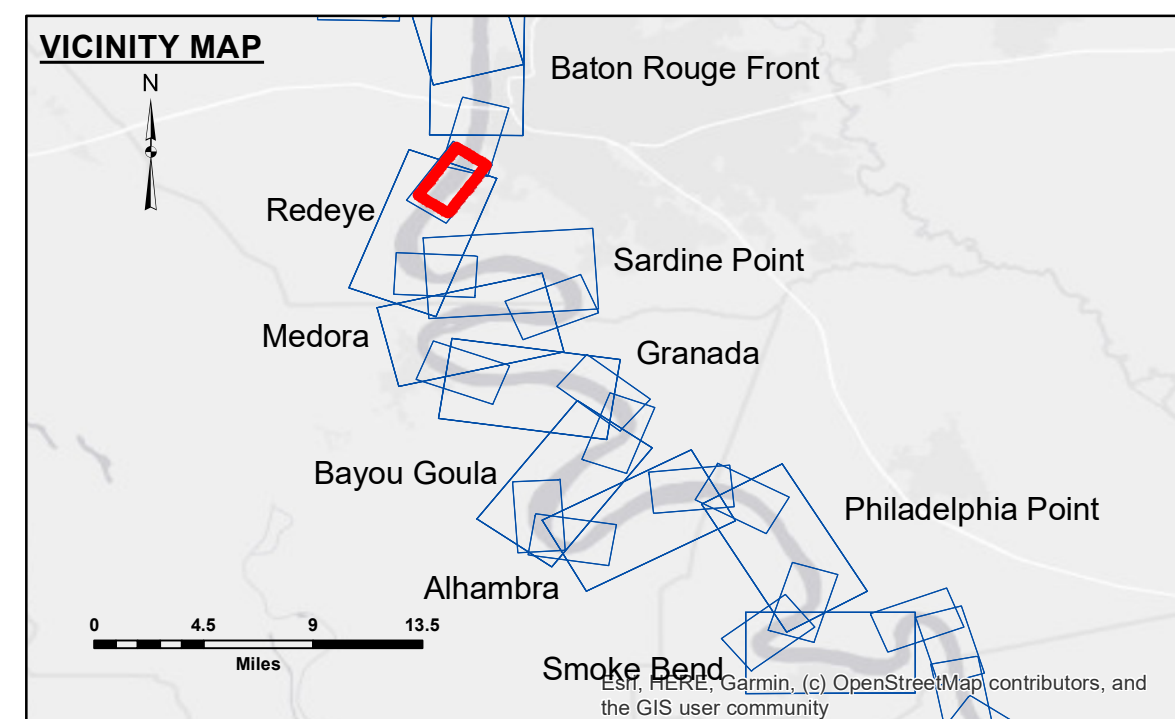 VICINITY MAP
N
Baton Rouge Front
Redeye
Sardine Point
Medora
Granada
Bayou Goula
Philadelphia Point
Alhambra
0 4.5 9 13.5
Miles
Smoke Bend
Esri, HERE, Garmin, (c) OpenStreetMap contributors, and
the GIS user community